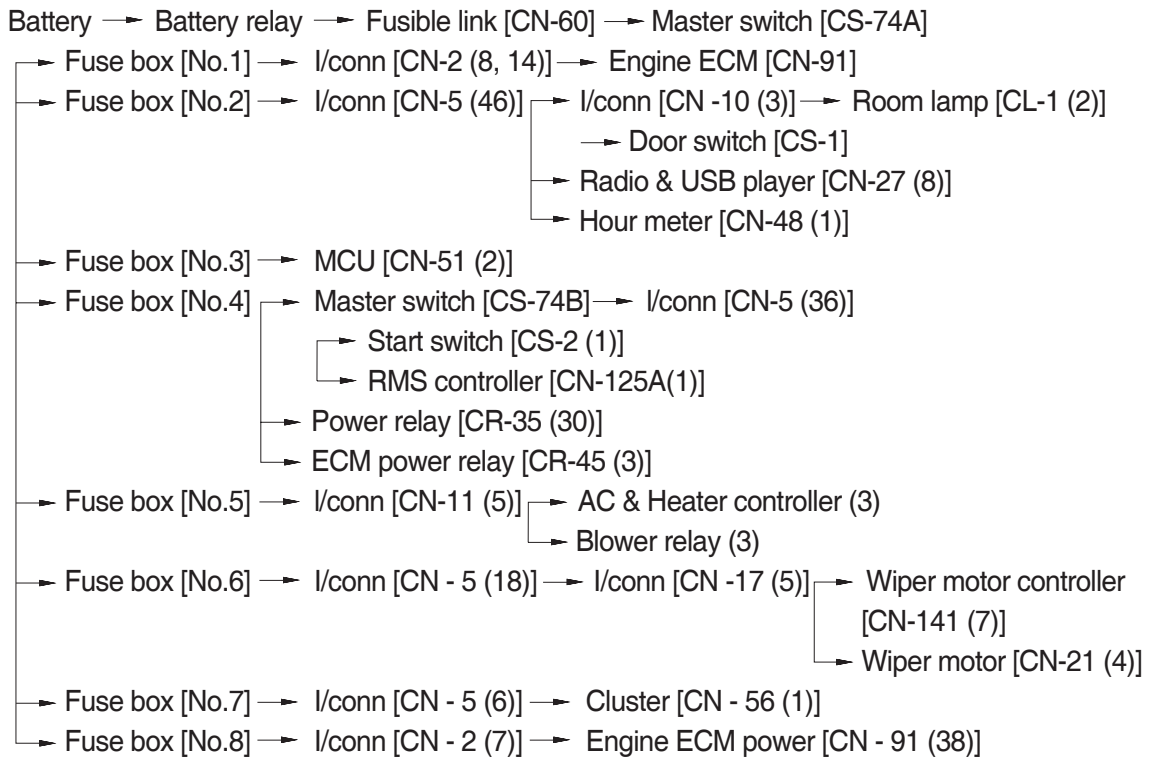 Battery → Battery relay → Fusible link [CN-60] → Master switch [CS-74A]
→ Fuse box [No.1] → I/conn [CN-2 (8, 14)] → Engine ECM [CN-91]
→ Fuse box [No.2] → I/conn [CN-5 (46)] → I/conn [CN -10 (3)] → Room lamp [CL-1 (2)]
→ Door switch [CS-1]
→ Radio & USB player [CN-27 (8)]
→ Hour meter [CN-48 (1)]
→ Fuse box [No.3] → MCU [CN-51 (2)]
→ Fuse box [No.4] → Master switch [CS-74B] → I/conn [CN-5 (36)]
→ Start switch [CS-2 (1)]
→ RMS controller [CN-125A(1)]
→ Power relay [CR-35 (30)]
→ ECM power relay [CR-45 (3)]
→ Fuse box [No.5] → I/conn [CN-11 (5)] → AC & Heater controller (3)
→ Blower relay (3)
→ Fuse box [No.6] → I/conn [CN - 5 (18)] → I/conn [CN -17 (5)] → Wiper motor controller
[CN-141 (7)]
→ Wiper motor [CN-21 (4)]
→ Fuse box [No.7] → I/conn [CN - 5 (6)] → Cluster [CN - 56 (1)]
→ Fuse box [No.8] → I/conn [CN - 2 (7)] → Engine ECM power [CN - 91 (38)]